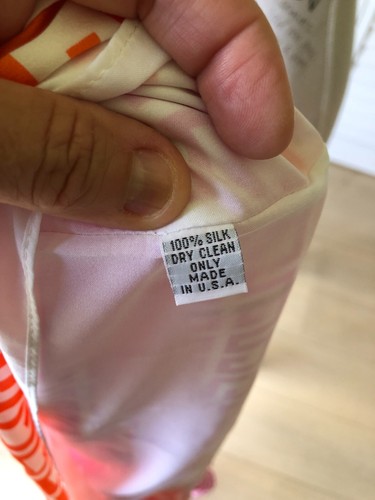 100% SILK
DRY CLEAN
ONLY
MADE
IN U.S.A.